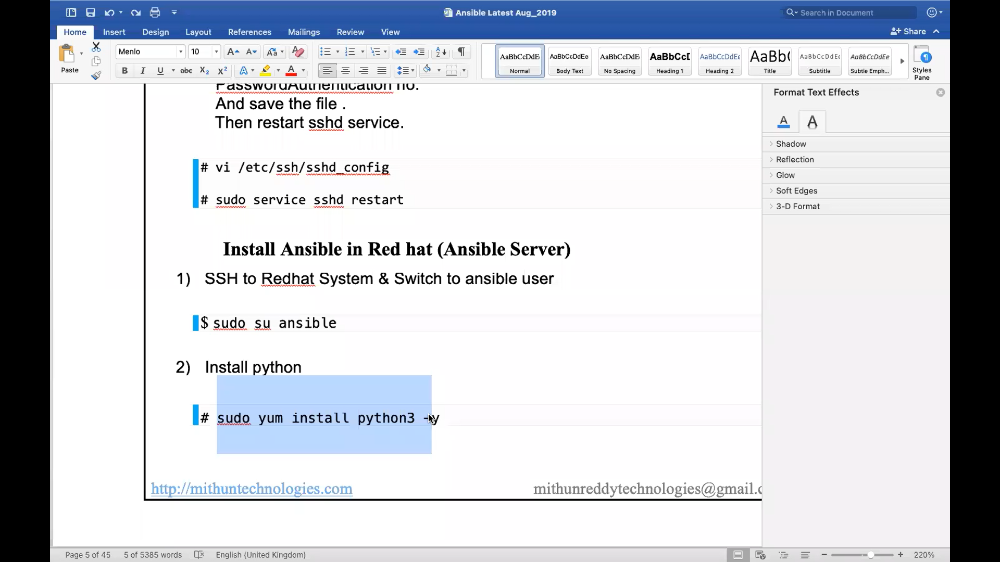 Ansible Latest Aug_2019
Search in Document
Home Insert Design Layout References Mailings Review View
Share
Paste
Menlo 10
AaBbCcDdE Normal
AaBbCcDdEe Body Text
AaBbCcDdE No Spacing
AaBbCcD Heading 1
AaBbCcDdEe Heading 2
AaBb( Title
AaBbCcDdEe Subtitle
AaBbCcDdEe Subtle Emph...
Styles Pane
PasswordAuthentication no.
And save the file .
Then restart sshd service.
# vi /etc/ssh/sshd_config
# sudo service sshd restart
Install Ansible in Red hat (Ansible Server)
1) SSH to Redhat System & Switch to ansible user
$ sudo su ansible
2) Install python
# sudo yum install python3 -y
http://mithuntechnologies.com mithunreddytechnologies@gmail.c
Format Text Effects
Shadow
Reflection
Glow
Soft Edges
3-D Format
Page 5 of 45 5 of 5385 words English (United Kingdom) 220%